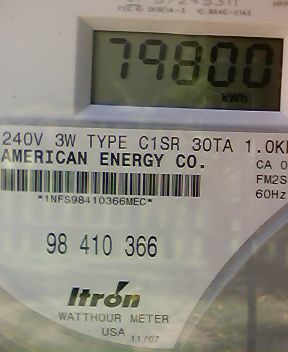 79800
kWh
240V 3W TYPE C1SR 30TA 1.0K
AMERICAN ENERGY CO.
CA 0
FM2S
60Hz
*1NFS98410366MEC*
98 410 366
Itrón
WATTHOUR METER
USA 11/07